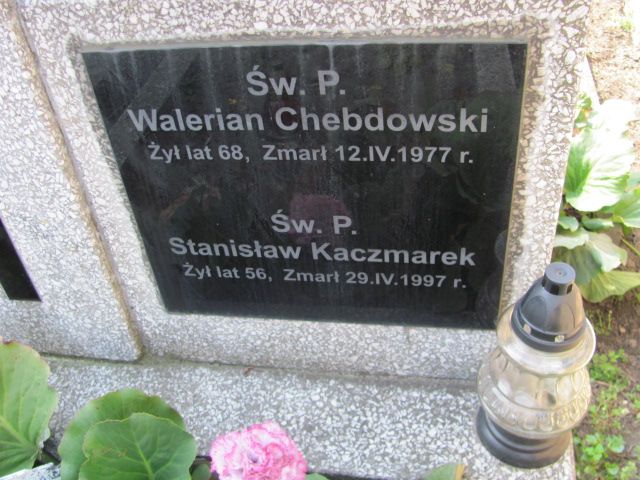 Św. P.
Walerian Chebdowski
Żył lat 68, Zmarł 12.IV.1977 r.
Św. P.
Stanisław Kaczmarek
Żył lat 56, Zmarł 29.IV.1997 r.